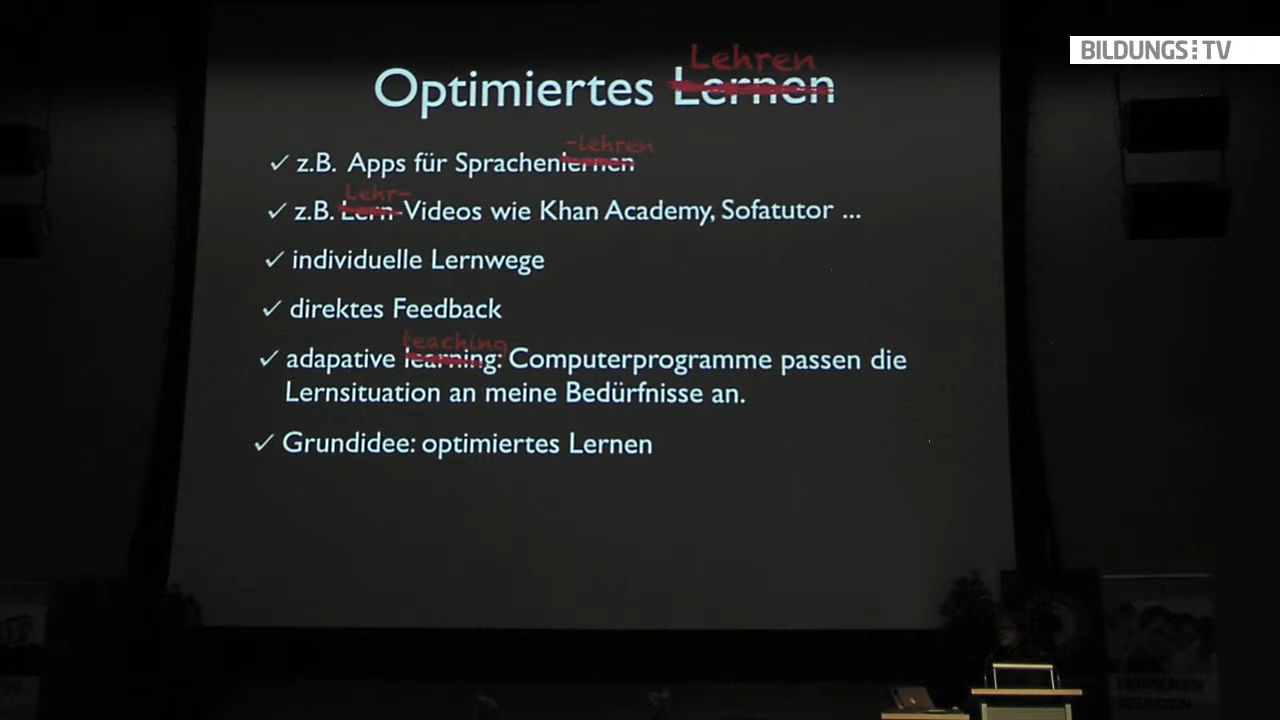 BILDUNGS TV
Lehren
Optimiertes Lernen
-lehren
✓ z.B. Apps für Sprachenlernen
Lehr-
✓ z.B. Lern-Videos wie Khan Academy, Sofatutor ...
✓ individuelle Lernwege
✓ direktes Feedback
teaching
✓ adapative learning: Computerprogramme passen die
Lernsituation an meine Bedürfnisse an.
✓ Grundidee: optimiertes Lernen